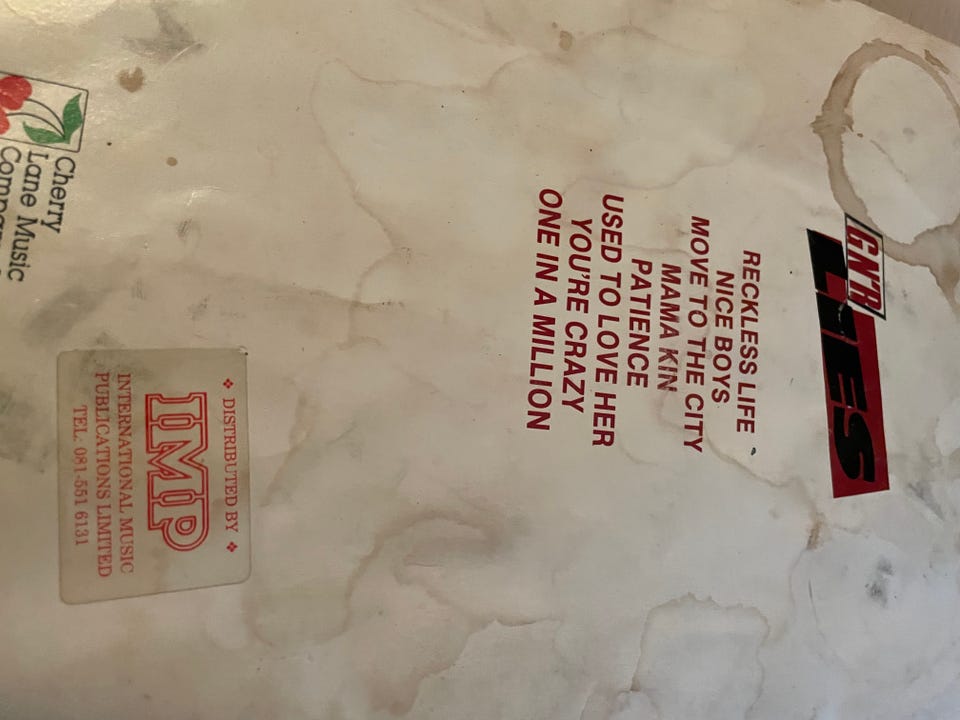 GN'R
LIES
RECKLESS LIFE
NICE BOYS
MOVE TO THE CITY
MAMA KIN
PATIENCE
USED TO LOVE HER
YOU'RE CRAZY
ONE IN A MILLION
❖ DISTRIBUTED BY ❖
IMP
INTERNATIONAL MUSIC
PUBLICATIONS LIMITED
TEL: 081-551 6131
Cherry
Lane Music